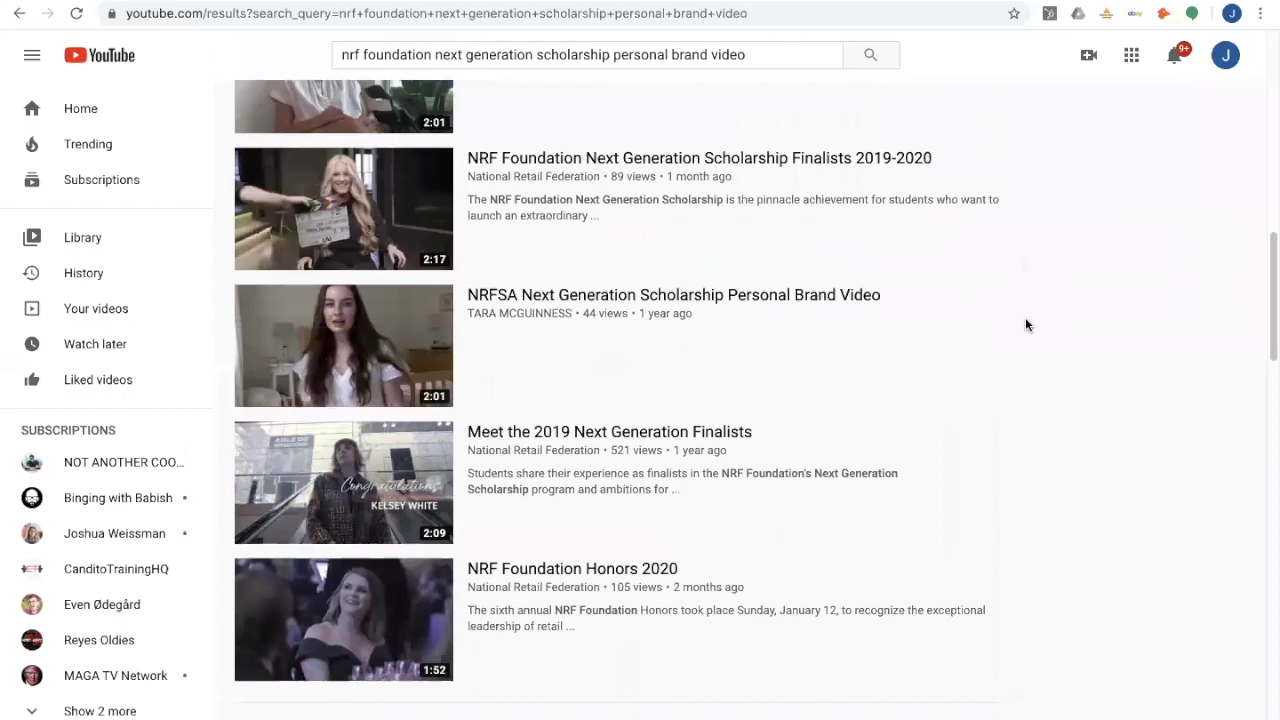 youtube.com/results?search_query=nrf+foundation+next+generation+scholarship+personal+brand+video
J
YouTube
nrf foundation next generation scholarship personal brand video
9+
J
Home
Trending
Subscriptions
Library
History
Your videos
Watch later
Liked videos
SUBSCRIPTIONS
NOT ANOTHER COO...
Binging with Babish
Joshua Weissman
CanditoTrainingHQ
Even Ødegård
Reyes Oldies
MAGA TV Network
Show 2 more
2:01
NRF Foundation Next Generation Scholarship Finalists 2019-2020
National Retail Federation • 89 views • 1 month ago
The NRF Foundation Next Generation Scholarship is the pinnacle achievement for students who want to
launch an extraordinary ...
2:17
NRFSA Next Generation Scholarship Personal Brand Video
TARA MCGUINNESS • 44 views • 1 year ago
2:01
Meet the 2019 Next Generation Finalists
National Retail Federation • 521 views • 1 year ago
Students share their experience as finalists in the NRF Foundation's Next Generation
Scholarship program and ambitions for ...
Congratulations
KELSEY WHITE
2:09
NRF Foundation Honors 2020
National Retail Federation • 105 views • 2 months ago
The sixth annual NRF Foundation Honors took place Sunday, January 12, to recognize the exceptional
leadership of retail ...
1:52